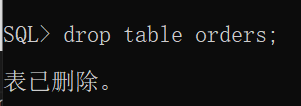 SQL> drop table orders;
表已删除。